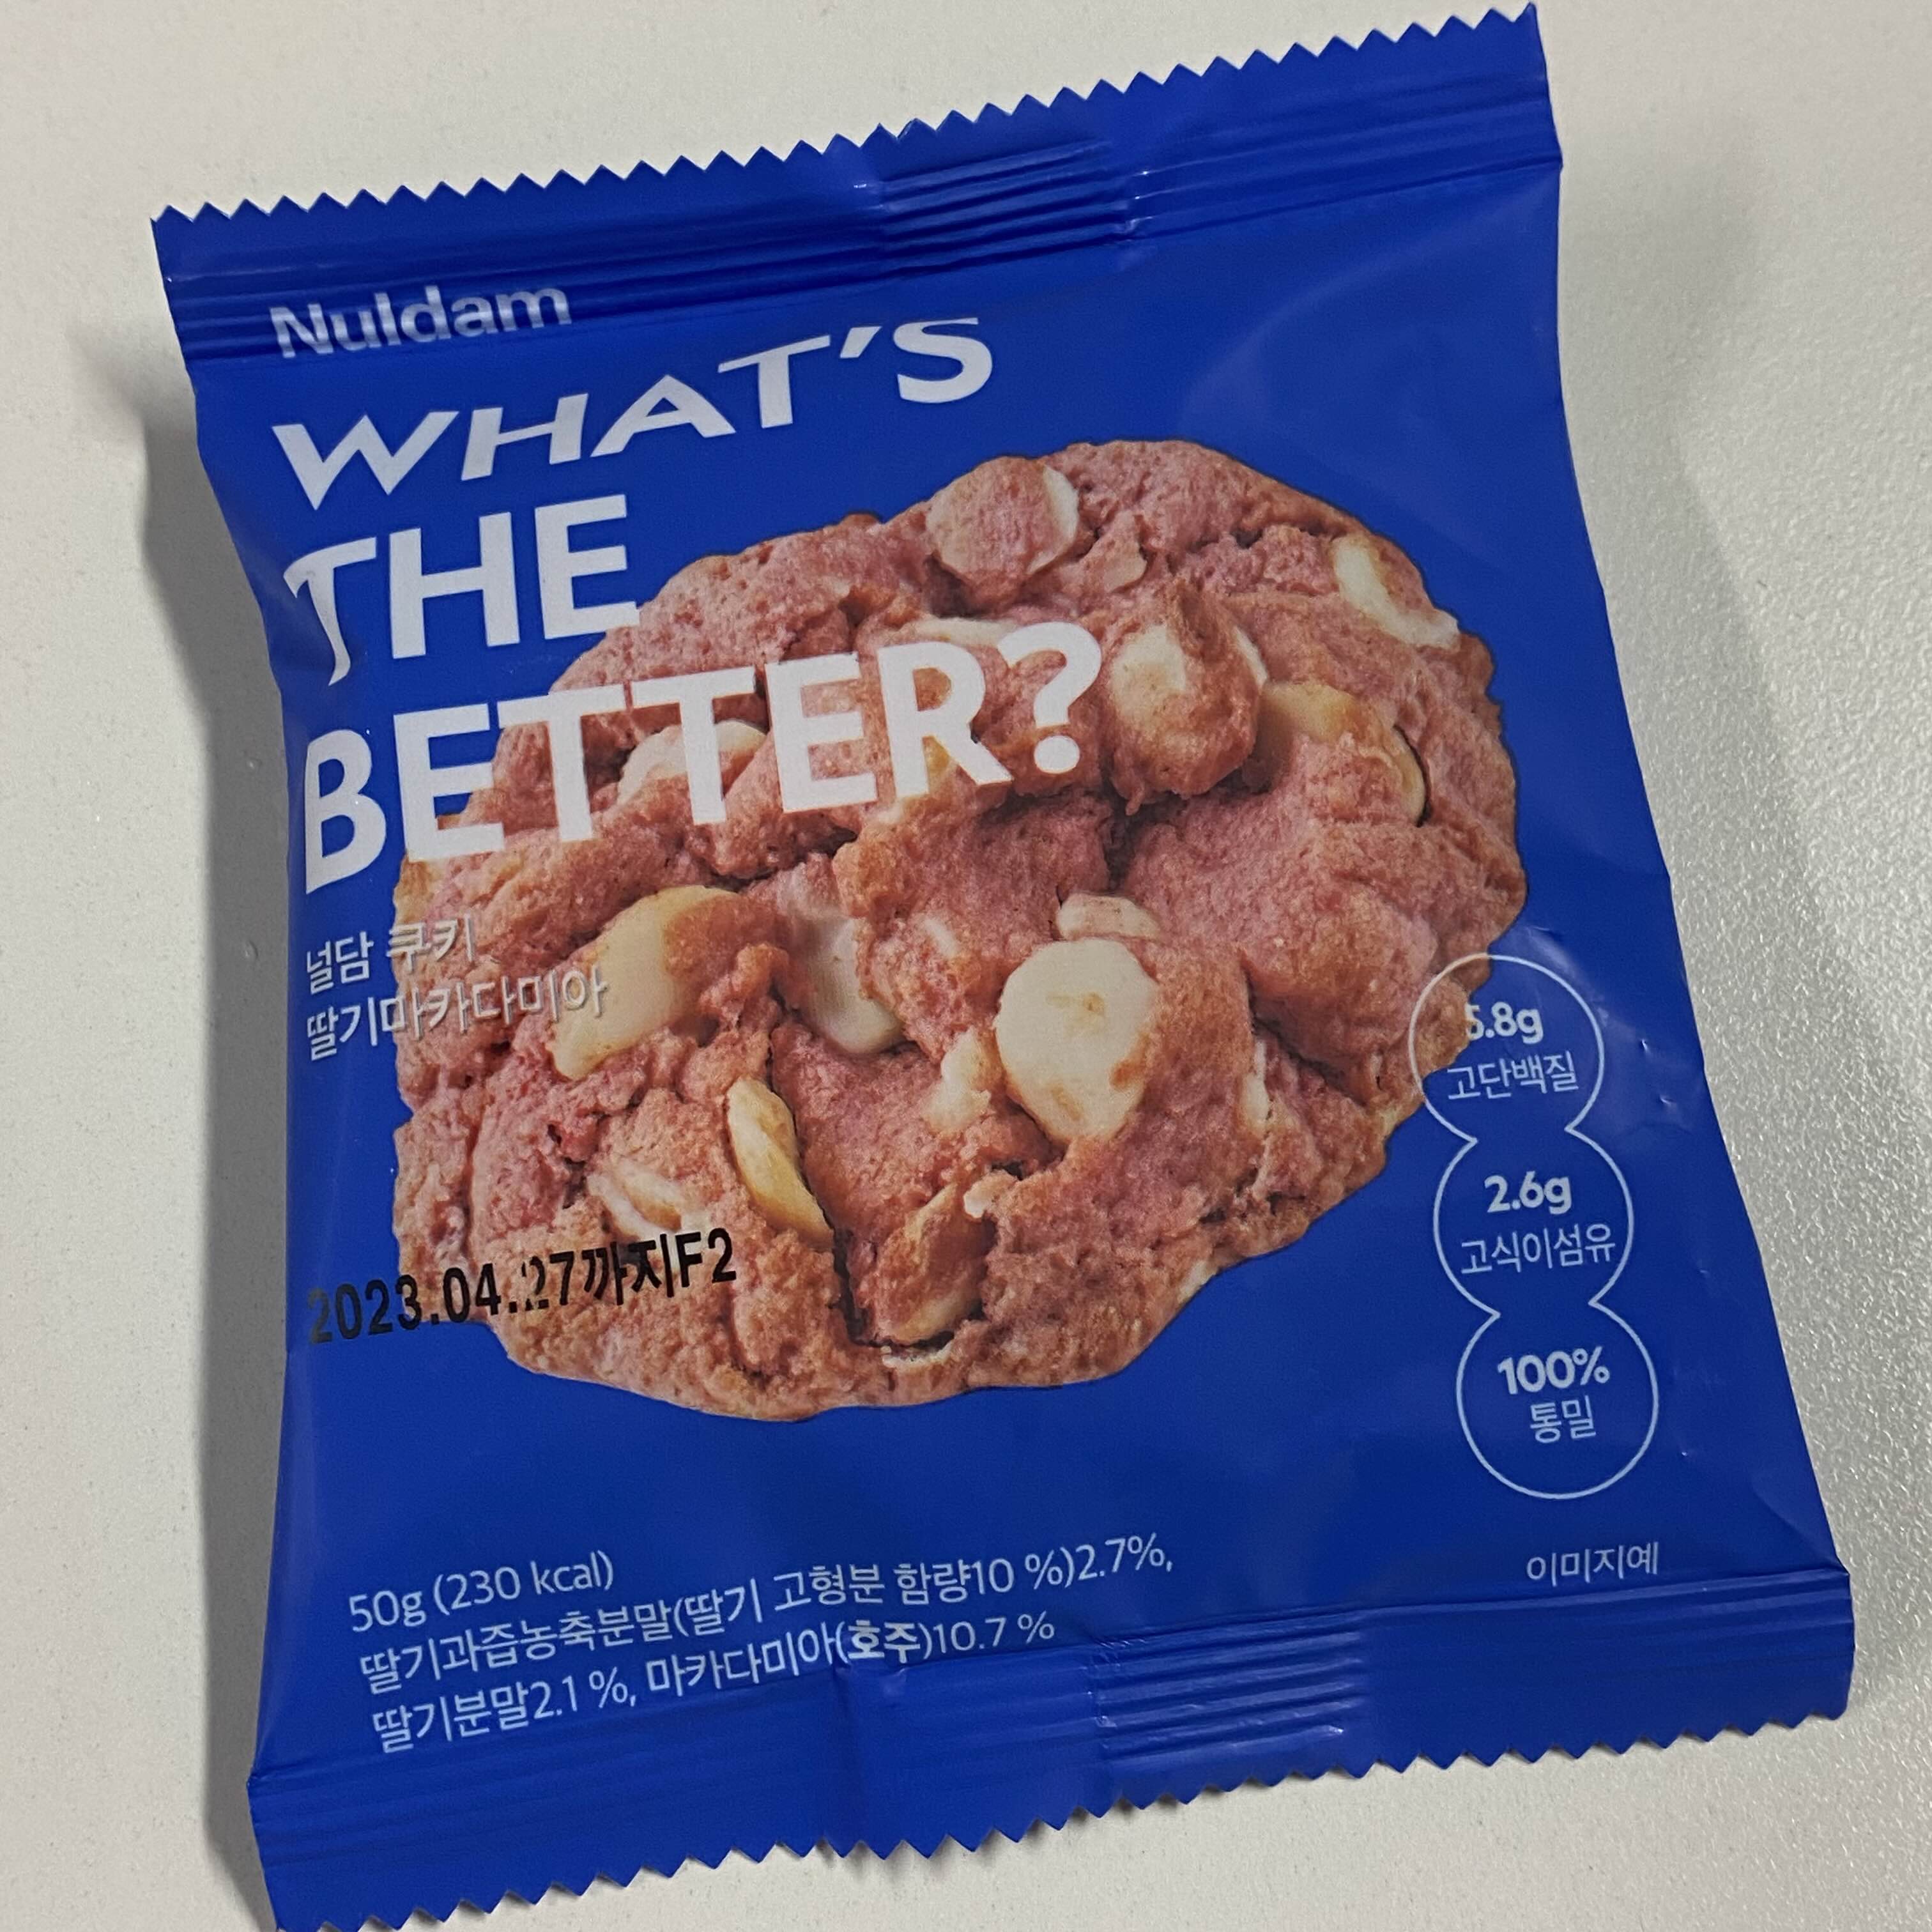 Nuldam
WHAT'S
THE
BETTER?
널담 쿠키
딸기마카다미아
5.8g
고단백질
2.6g
고식이섬유
100%
통밀
2023.04.27까지F2
50g (230 kcal)
딸기과즙농축분말(딸기 고형분 함량10 %)2.7%,
딸기분말2.1 %, 마카다미아(호주)10.7 %
이미지예